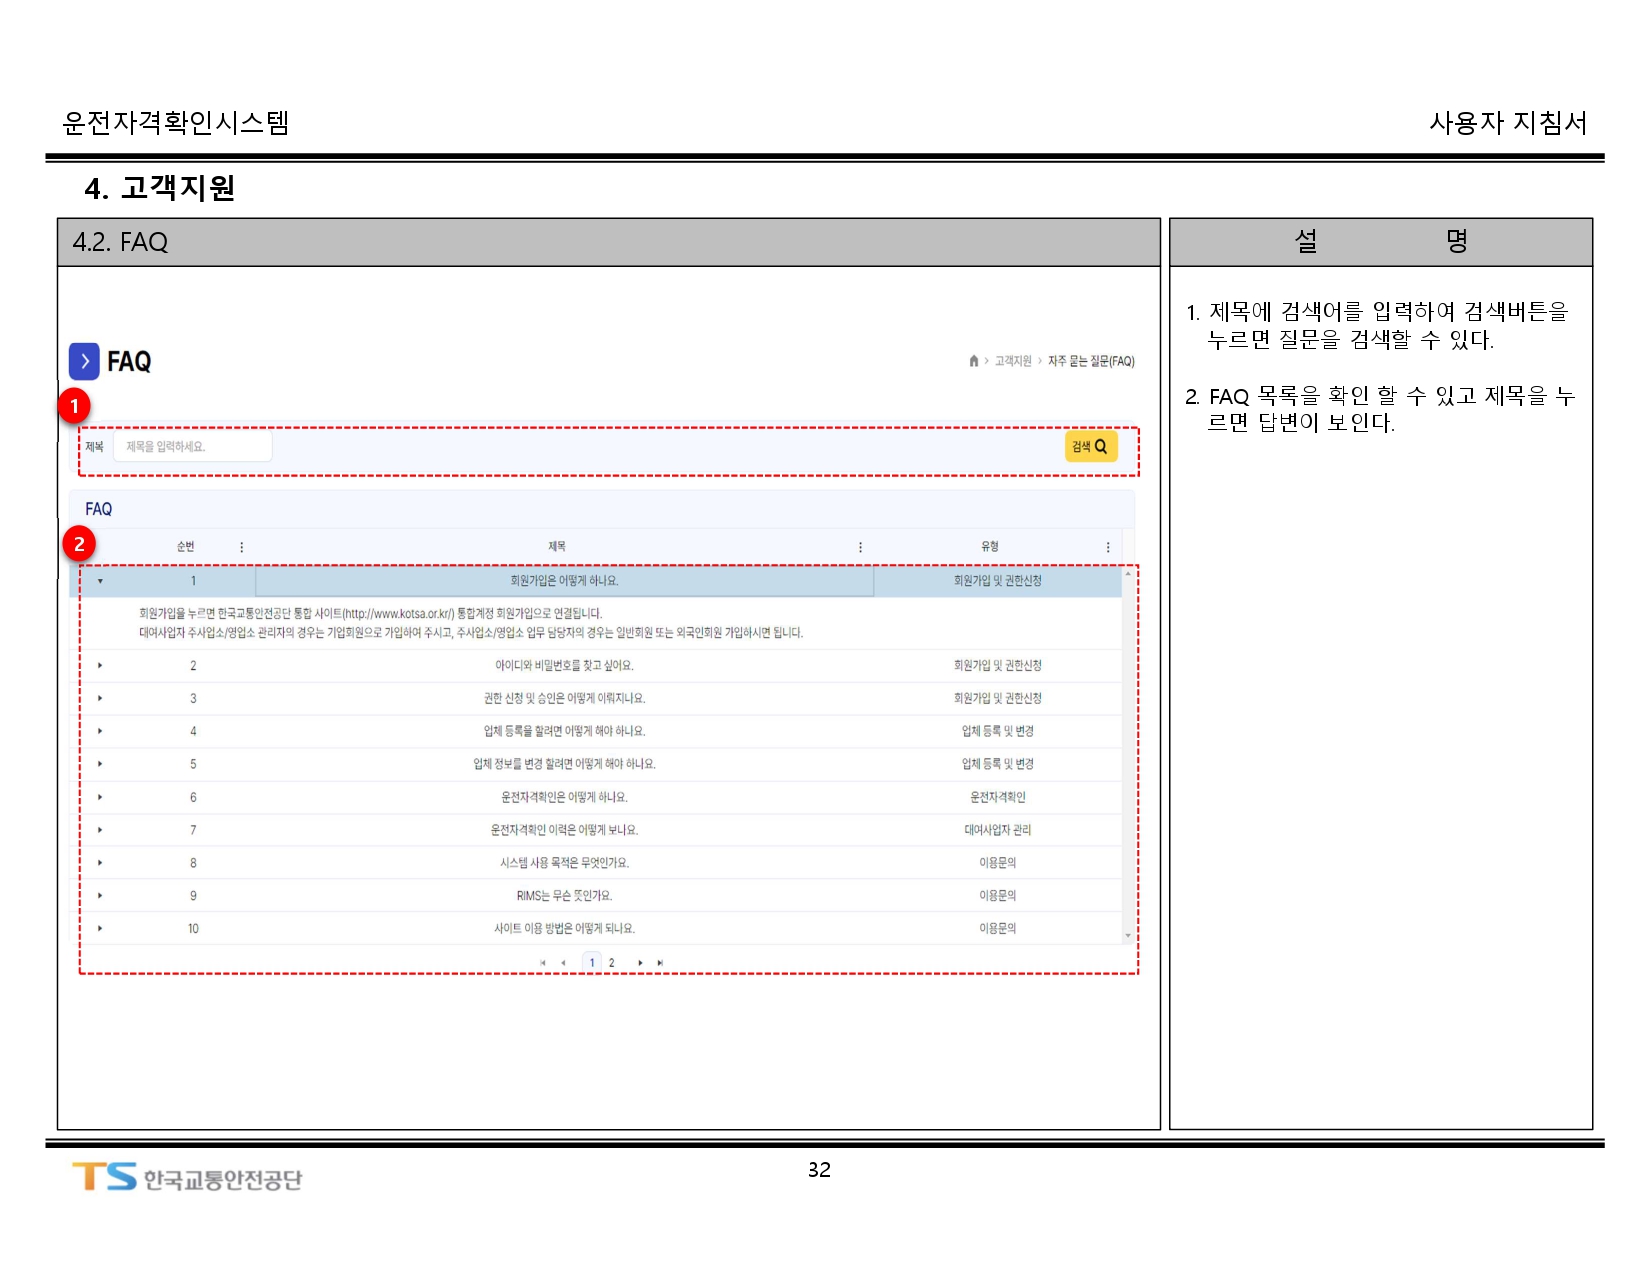 운전자격확인시스템
사용자 지침서
4. 고객지원
4.2. FAQ
FAQ
고객지원 > 자주 묻는 질문(FAQ)
1
제목 제목을 입력하세요. 검색
FAQ
2
순번 제목 유형
1 회원가입은 어떻게 하나요. 회원가입 및 권한신청
회원가입을 누르면 한국교통안전공단 통합 사이트(http://www.kotsa.or.kr/) 통합계정 회원가입으로 연결됩니다.
대여사업자 주사업소/영업소 관리자의 경우는 기업회원으로 가입하여 주시고, 주사업소/영업소 업무 담당자의 경우는 일반회원 또는 외국인회원 가입하시면 됩니다.
2 아이디와 비밀번호를 찾고 싶어요. 회원가입 및 권한신청
3 권한 신청 및 승인은 어떻게 이뤄지나요. 회원가입 및 권한신청
4 업체 등록을 할려면 어떻게 해야 하나요. 업체 등록 및 변경
5 업체 정보를 변경 할려면 어떻게 해야 하나요. 업체 등록 및 변경
6 운전자격확인은 어떻게 하나요. 운전자격확인
7 운전자격확인 이력은 어떻게 보나요. 대여사업자 관리
8 시스템 사용 목적은 무엇인가요. 이용문의
9 RIMS는 무슨 뜻인가요. 이용문의
10 사이트 이용 방법은 어떻게 되나요. 이용문의
1 2
설 명
1. 제목에 검색어를 입력하여 검색버튼을
누르면 질문을 검색할 수 있다.
2. FAQ 목록을 확인 할 수 있고 제목을 누
르면 답변이 보인다.
TS 한국교통안전공단
32